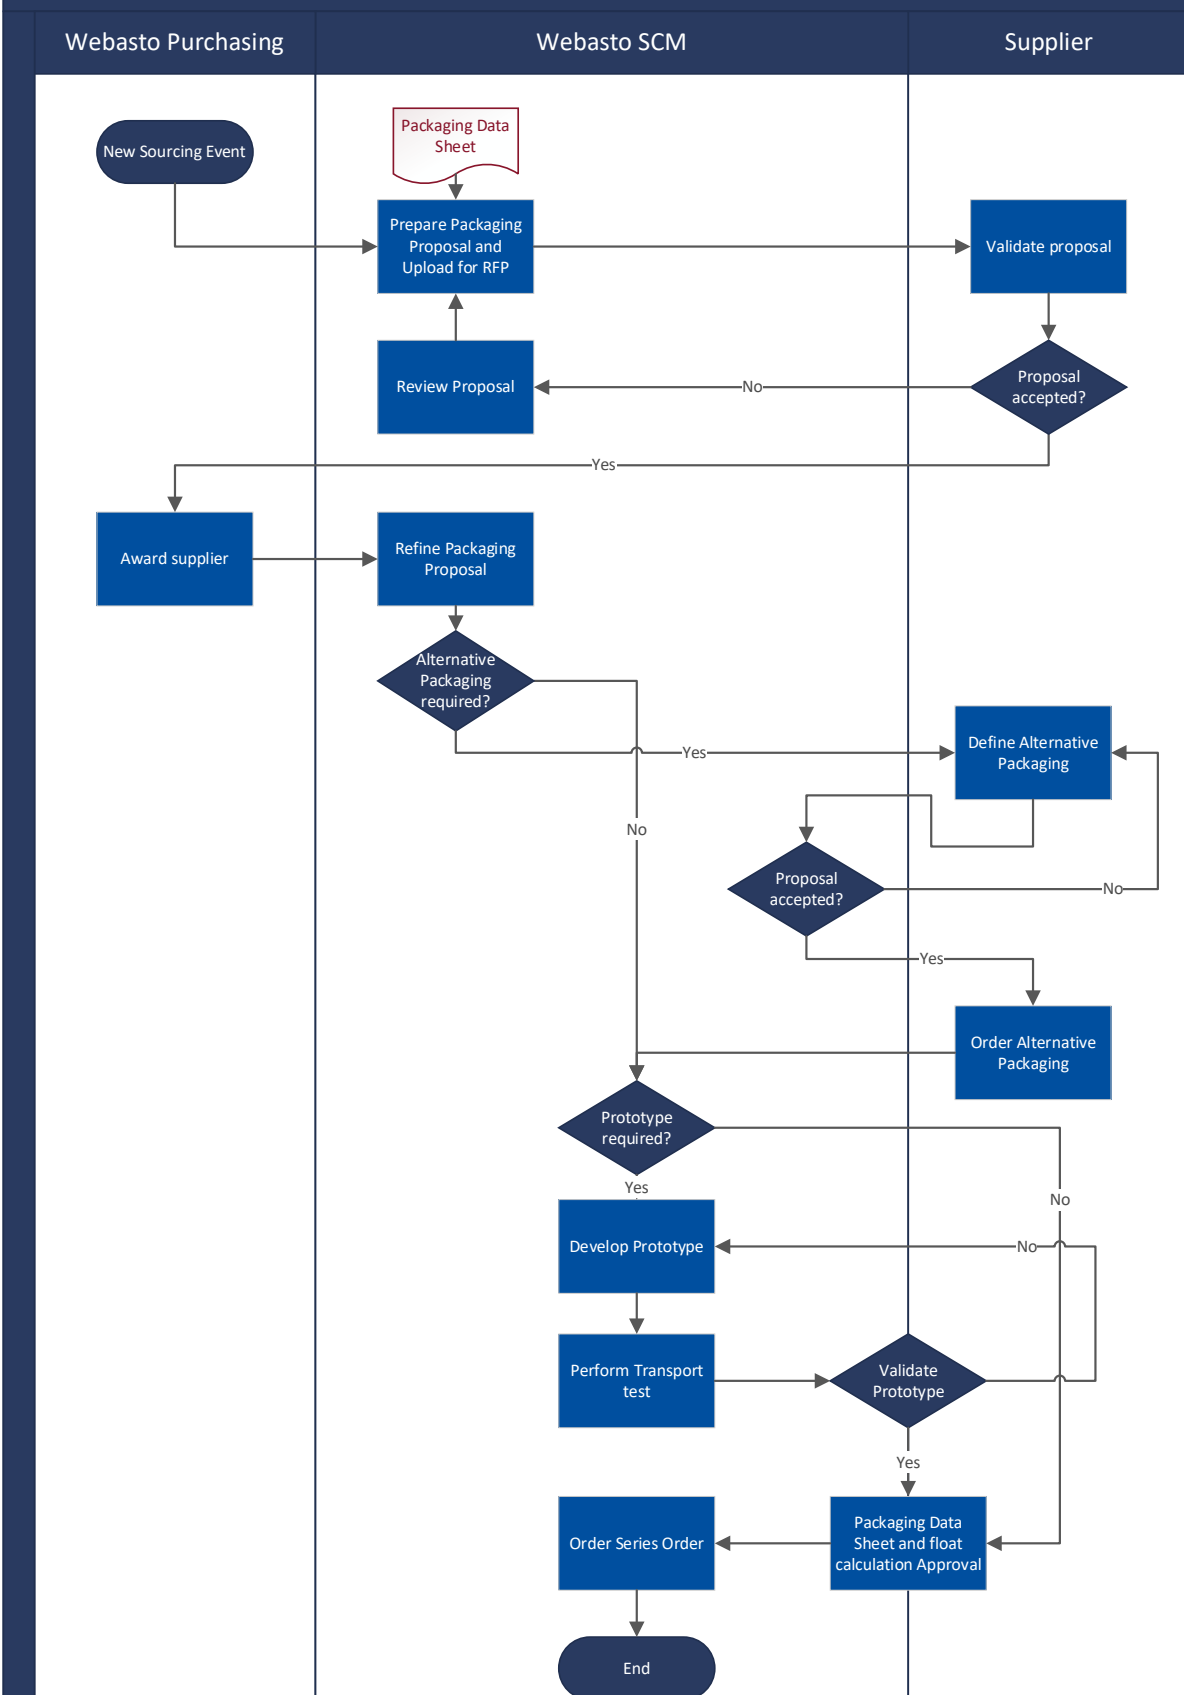 Webasto Purchasing
Webasto SCM
Supplier
New Sourcing Event
Packaging Data
Sheet
Prepare Packaging
Proposal and
Upload for RFP
Validate proposal
Review Proposal
No
Proposal
accepted?
Yes
Award supplier
Refine Packaging
Proposal
Alternative
Packaging
required?
Yes
Define Alternative
Packaging
No
Proposal
accepted?
No
Yes
Order Alternative
Packaging
Prototype
required?
Yes
No
Develop Prototype
No
Perform Transport
test
Validate
Prototype
Yes
Order Series Order
Packaging Data
Sheet and float
calculation Approval
End